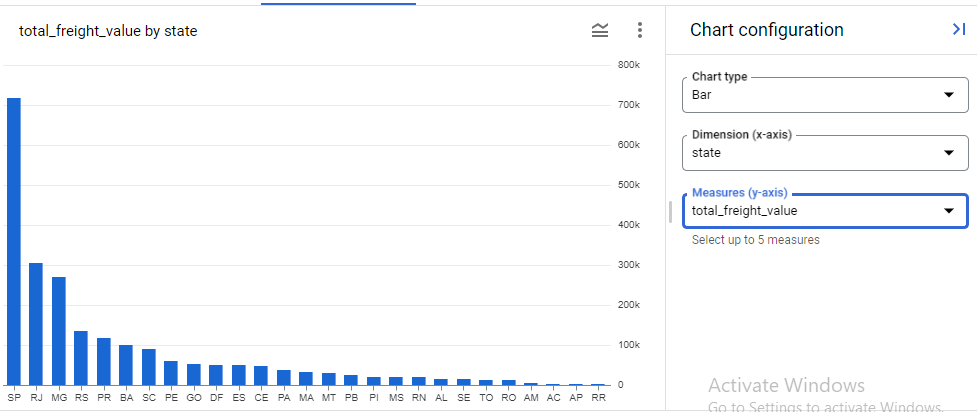 total_freight_value by state
800k
700k
600k
500k
400k
300k
200k
100k
0
SP RJ MG RS PR BA SC PE GO DF ES CE PA MA MT PB PI MS RN AL SE TO RO AM AC AP RR
Chart configuration
Chart type
Bar
Dimension (x-axis)
state
Measures (y-axis)
total_freight_value
Select up to 5 measures
Activate Windows
Go to Settings to activate Windows.